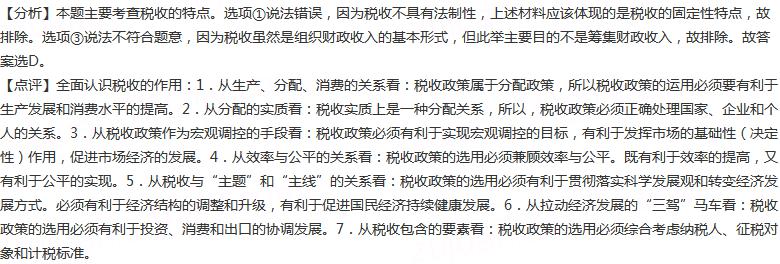 【分析】本题主要考查税收的特点。选项①说法错误，因为税收不具有法制性，上述材料应该体现的是税收的固定性特点，故
排除。选项③说法不符合题意，因为税收虽然是组织财政收入的基本形式，但此举主要目的不是筹集财政收入，故排除。故答
案选D。
【点评】全面认识税收的作用：1．从生产、分配、消费的关系看：税收政策属于分配政策，所以税收政策的运用必须要有利于
生产发展和消费水平的提高。2．从分配的实质看：税收实质上是一种分配关系，所以，税收政策必须正确处理国家、企业和个
人的关系。3．从税收政策作为宏观调控的手段看：税收政策必须有利于实现宏观调控的目标，有利于发挥市场的基础性（决定
性）作用，促进市场经济的发展。4．从效率与公平的关系看：税收政策的选用必须兼顾效率与公平。既有利于效率的提高，又
有利于公平的实现。5．从税收与“主题”和“主线”的关系看：税收政策的选用必须有利于贯彻落实科学发展观和转变经济发
展方式。必须有利于经济结构的调整和升级，有利于促进国民经济持续健康发展。6．从拉动经济发展的“三驾”马车看：税收
政策的选用必须有利于投资、消费和出口的协调发展。7．从税收包含的要素看：税收政策的选用必须综合考虑纳税人、征税对
象和计税标准。